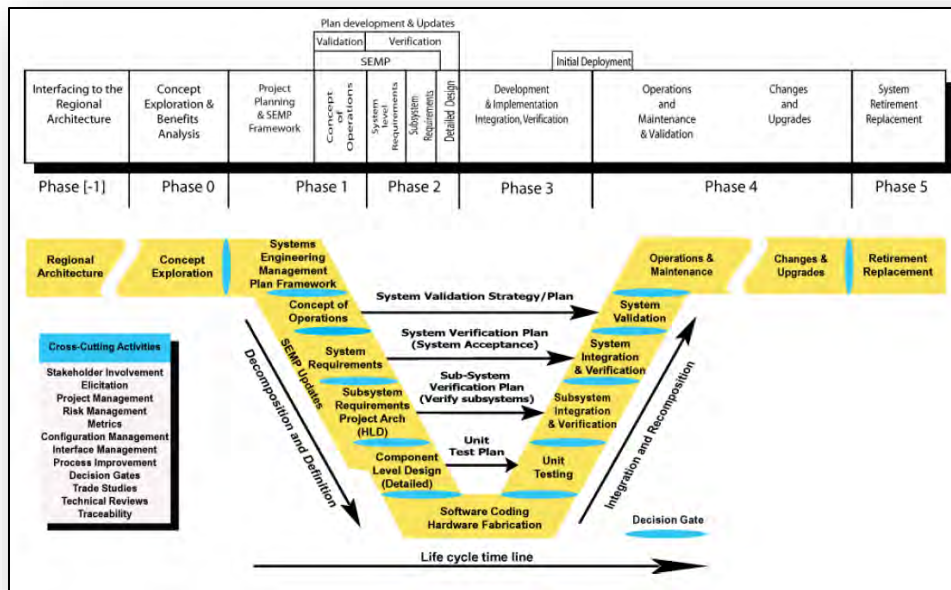 Plan development & Updates
Validation
Verification
SEMP
Initial Deployment
Interfacing to the
Regional
Architecture
Concept
Exploration &
Benefits
Analysis
Project
Planning
& SEMP
Framework
Concept
of
Operations
System
level
Requirements
Subsystem
Requirements
Detailed Design
Development
& Implementation
Integration, Verification
Operations
and
Maintenance
& Validation
Changes
and
Upgrades
System
Retirement
Replacement
Phase [-1]
Phase 0
Phase 1
Phase 2
Phase 3
Phase 4
Phase 5
Regional
Architecture
Concept
Exploration
Systems
Engineering
Management
Plan Framework
Operations &
Maintenance
Changes &
Upgrades
Retirement
Replacement
Concept of
Operations
System Validation Strategy/Plan
System
Validation
System
Requirements
System Verification Plan
(System Acceptance)
System
Integration
& Verification
Subsystem
Requirements
Project Arch
(HLD)
Sub-System
Verification Plan
(Verify subsystems)
Subsystem
Integration
& Verification
Component
Level Design
(Detailed)
Unit
Test Plan
Unit
Testing
Software Coding
Hardware Fabrication
SEMP Updates
Decomposition and Definition
Integration and Recomposition
Decision Gate
Life cycle time line
Cross-Cutting Activities
Stakeholder Involvement
Elicitation
Project Management
Risk Management
Metrics
Configuration Management
Interface Management
Process Improvement
Decision Gates
Trade Studies
Technical Reviews
Traceability